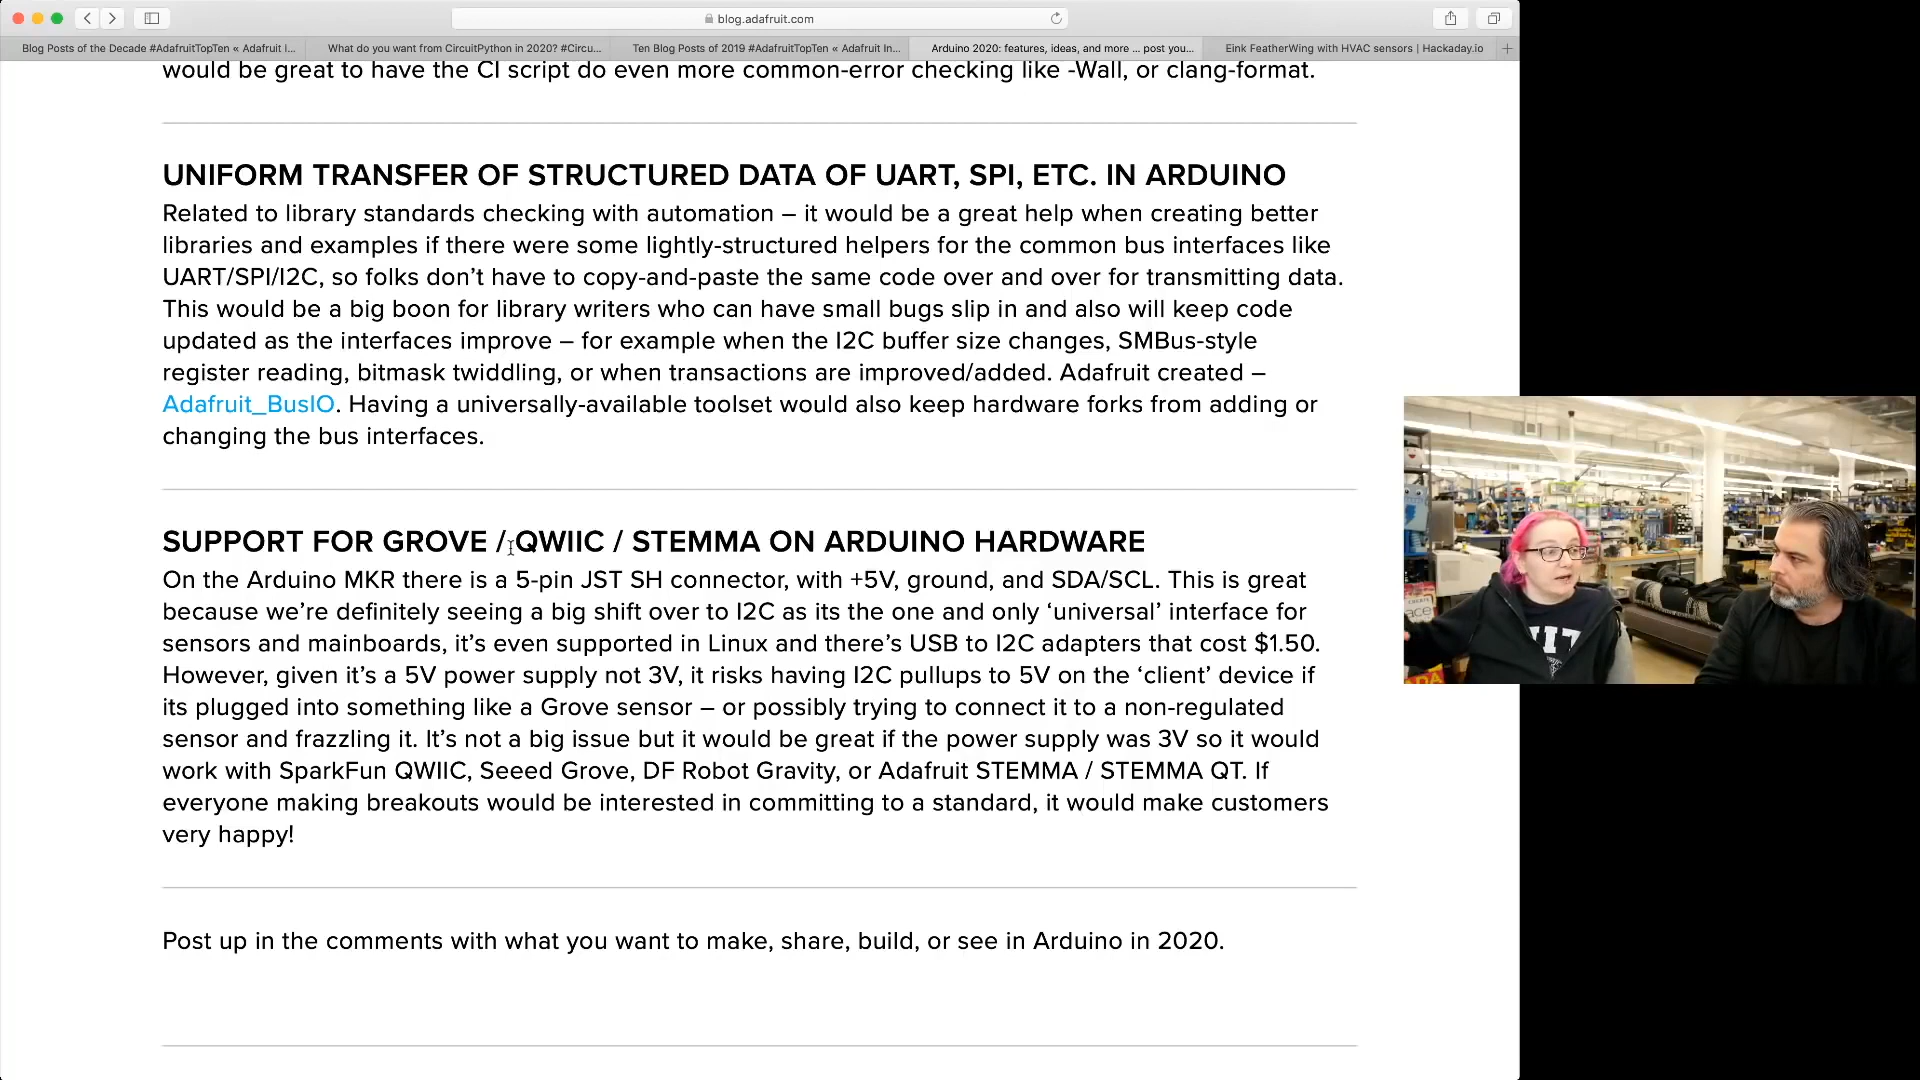 blog.adafruit.com
Blog Posts of the Decade #AdafruitTopTen « Adafruit I...
What do you want from CircuitPython in 2020? #Circu...
Ten Blog Posts of 2019 #AdafruitTopTen « Adafruit In...
Arduino 2020: features, ideas, and more ... post you...
Eink FeatherWing with HVAC sensors | Hackaday.io
would be great to have the CI script do even more common-error checking like -Wall, or clang-format.
UNIFORM TRANSFER OF STRUCTURED DATA OF UART, SPI, ETC. IN ARDUINO
Related to library standards checking with automation – it would be a great help when creating better
libraries and examples if there were some lightly-structured helpers for the common bus interfaces like
UART/SPI/I2C, so folks don’t have to copy-and-paste the same code over and over for transmitting data.
This would be a big boon for library writers who can have small bugs slip in and also will keep code
updated as the interfaces improve – for example when the I2C buffer size changes, SMBus-style
register reading, bitmask twiddling, or when transactions are improved/added. Adafruit created –
Adafruit_BusIO. Having a universally-available toolset would also keep hardware forks from adding or
changing the bus interfaces.
SUPPORT FOR GROVE / QWIIC / STEMMA ON ARDUINO HARDWARE
On the Arduino MKR there is a 5-pin JST SH connector, with +5V, ground, and SDA/SCL. This is great
because we’re definitely seeing a big shift over to I2C as its the one and only ‘universal’ interface for
sensors and mainboards, it’s even supported in Linux and there’s USB to I2C adapters that cost $1.50.
However, given it’s a 5V power supply not 3V, it risks having I2C pullups to 5V on the ‘client’ device if
its plugged into something like a Grove sensor – or possibly trying to connect it to a non-regulated
sensor and frazzling it. It’s not a big issue but it would be great if the power supply was 3V so it would
work with SparkFun QWIIC, Seeed Grove, DF Robot Gravity, or Adafruit STEMMA / STEMMA QT. If
everyone making breakouts would be interested in committing to a standard, it would make customers
very happy!
Post up in the comments with what you want to make, share, build, or see in Arduino in 2020.